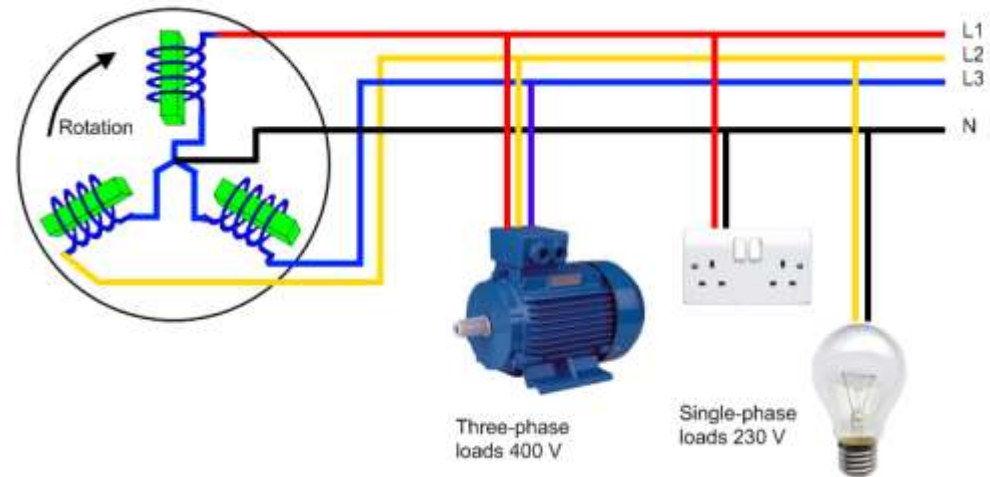 L1
L2
L3
N
Rotation
Three-phase
loads 400 V
Single-phase
loads 230 V